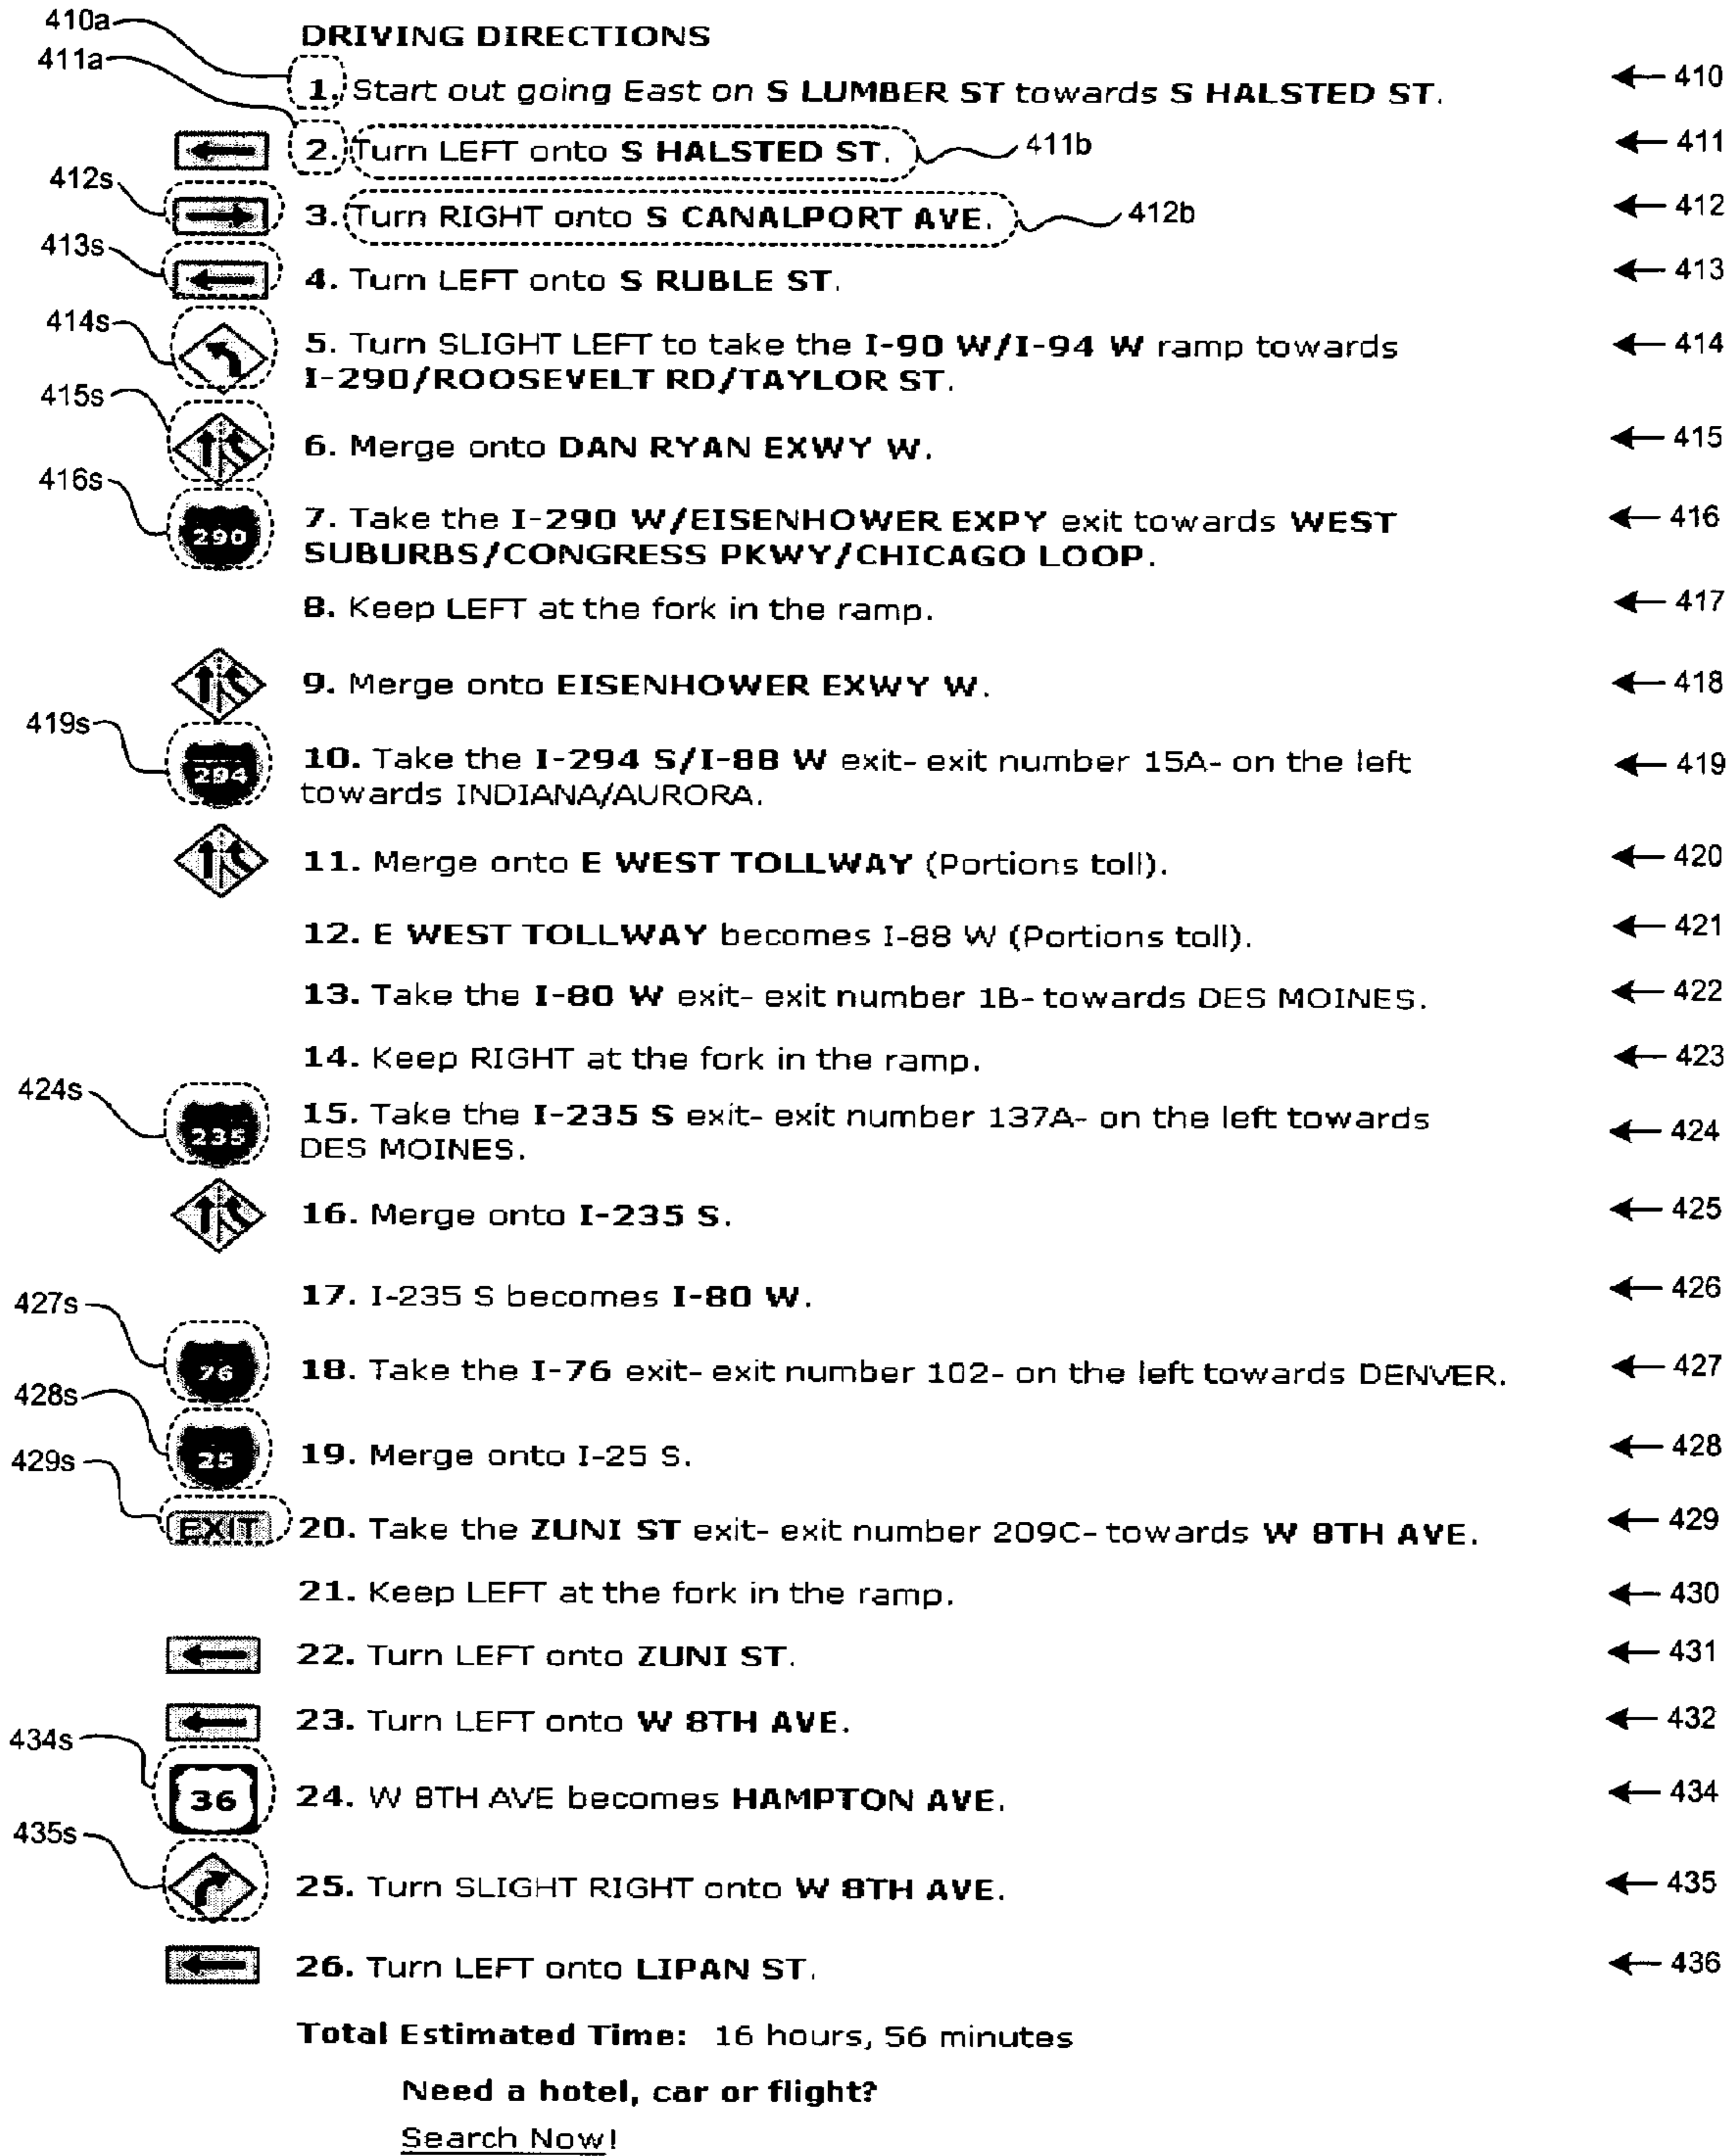 410a
DRIVING DIRECTIONS
411a
1. Start out going East on S LUMBER ST towards S HALSTED ST. 410
2. Turn LEFT onto S HALSTED ST. 411b 411
412s
3. Turn RIGHT onto S CANALPORT AVE. 412b 412
413s
4. Turn LEFT onto S RUBLE ST. 413
414s
5. Turn SLIGHT LEFT to take the I-90 W/I-94 W ramp towards 414
I-290/ROOSEVELT RD/TAYLOR ST.
415s
6. Merge onto DAN RYAN EXWY W. 415
416s
290 7. Take the I-290 W/EISENHOWER EXPY exit towards WEST 416
SUBURBS/CONGRESS PKWY/CHICAGO LOOP.
8. Keep LEFT at the fork in the ramp. 417
9. Merge onto EISENHOWER EXWY W. 418
419s
294 10. Take the I-294 S/I-88 W exit- exit number 15A- on the left 419
towards INDIANA/AURORA.
11. Merge onto E WEST TOLLWAY (Portions toll). 420
12. E WEST TOLLWAY becomes I-88 W (Portions toll). 421
13. Take the I-80 W exit- exit number 1B- towards DES MOINES. 422
14. Keep RIGHT at the fork in the ramp. 423
424s
235 15. Take the I-235 S exit- exit number 137A- on the left towards 424
DES MOINES.
16. Merge onto I-235 S. 425
17. I-235 S becomes I-80 W. 426
427s
76 18. Take the I-76 exit- exit number 102- on the left towards DENVER. 427
428s
25 19. Merge onto I-25 S. 428
429s
EXIT 20. Take the ZUNI ST exit- exit number 209C- towards W 8TH AVE. 429
21. Keep LEFT at the fork in the ramp. 430
22. Turn LEFT onto ZUNI ST. 431
23. Turn LEFT onto W 8TH AVE. 432
434s
36 24. W 8TH AVE becomes HAMPTON AVE. 434
435s
25. Turn SLIGHT RIGHT onto W 8TH AVE. 435
26. Turn LEFT onto LIPAN ST. 436
Total Estimated Time: 16 hours, 56 minutes
Need a hotel, car or flight?
Search Now!